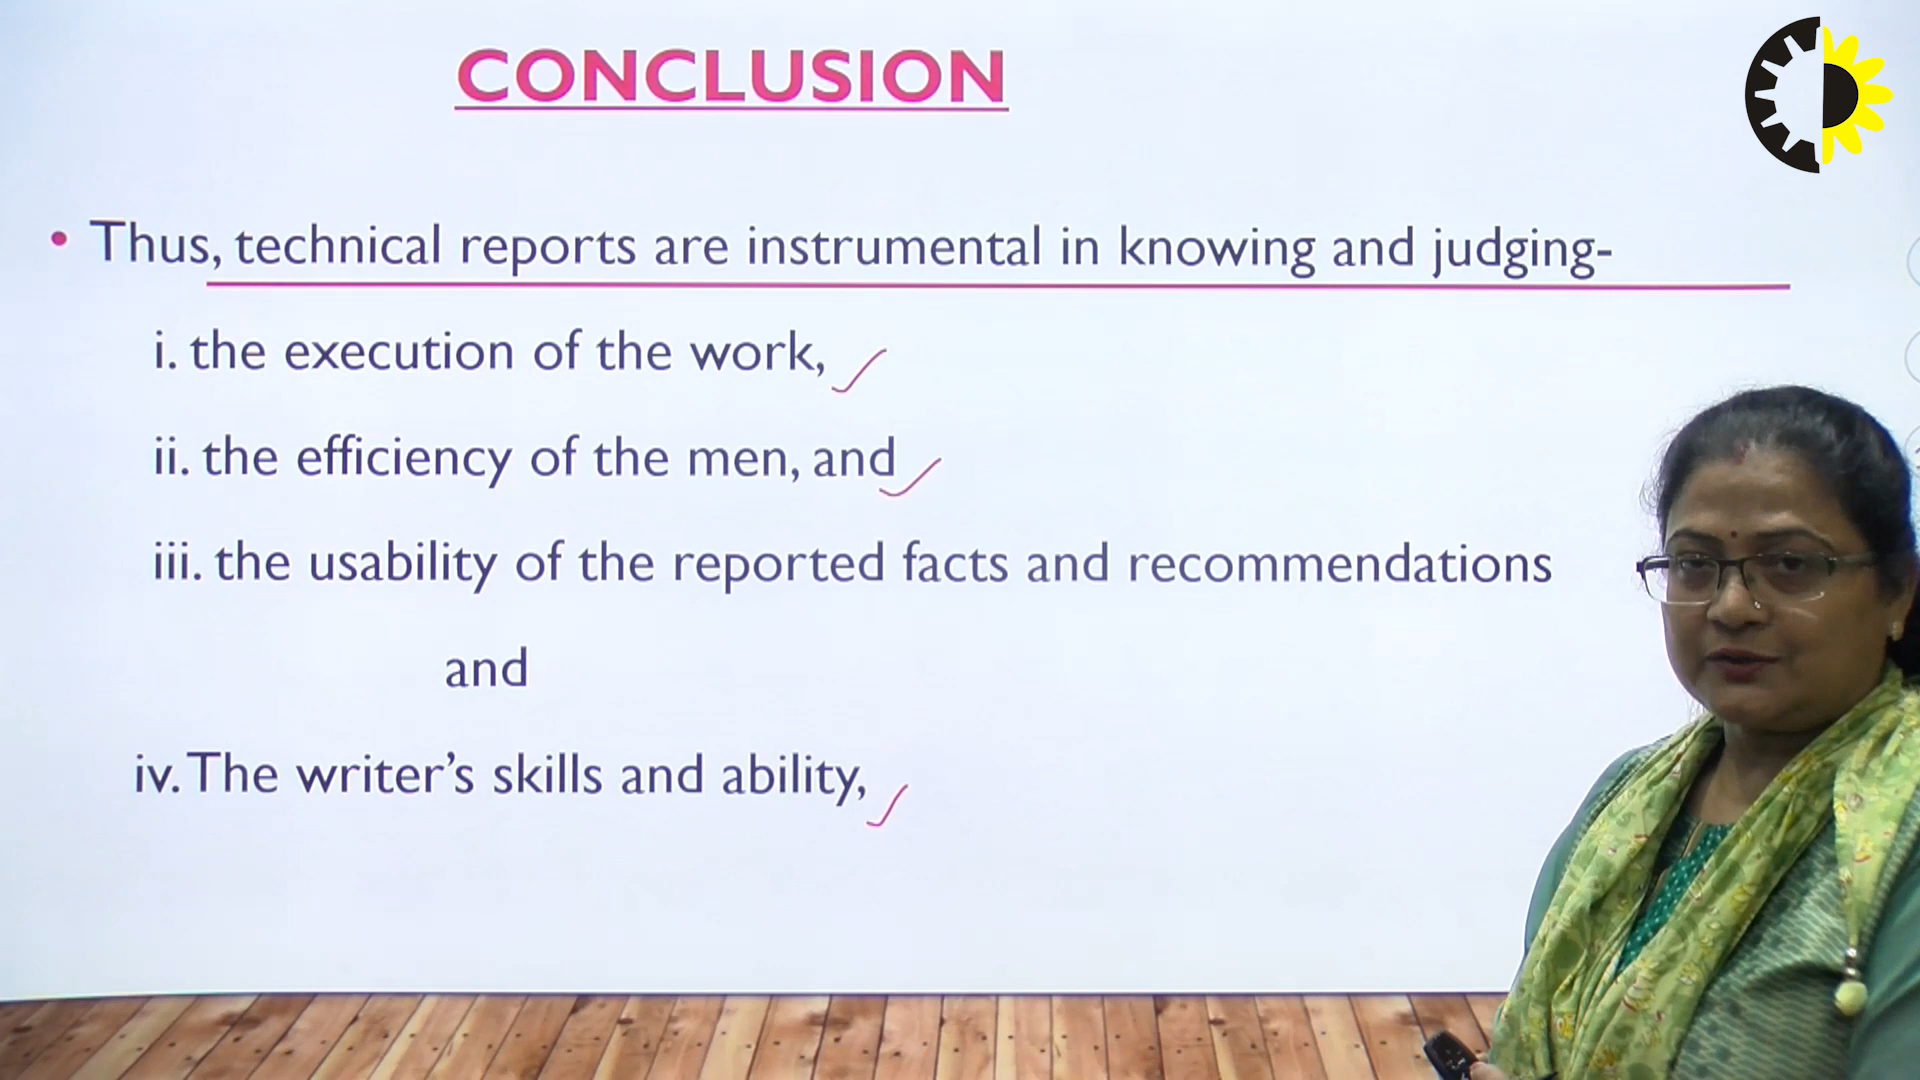 CONCLUSION
• Thus, technical reports are instrumental in knowing and judging-
i. the execution of the work,
ii. the efficiency of the men, and
iii. the usability of the reported facts and recommendations
and
iv. The writer’s skills and ability,